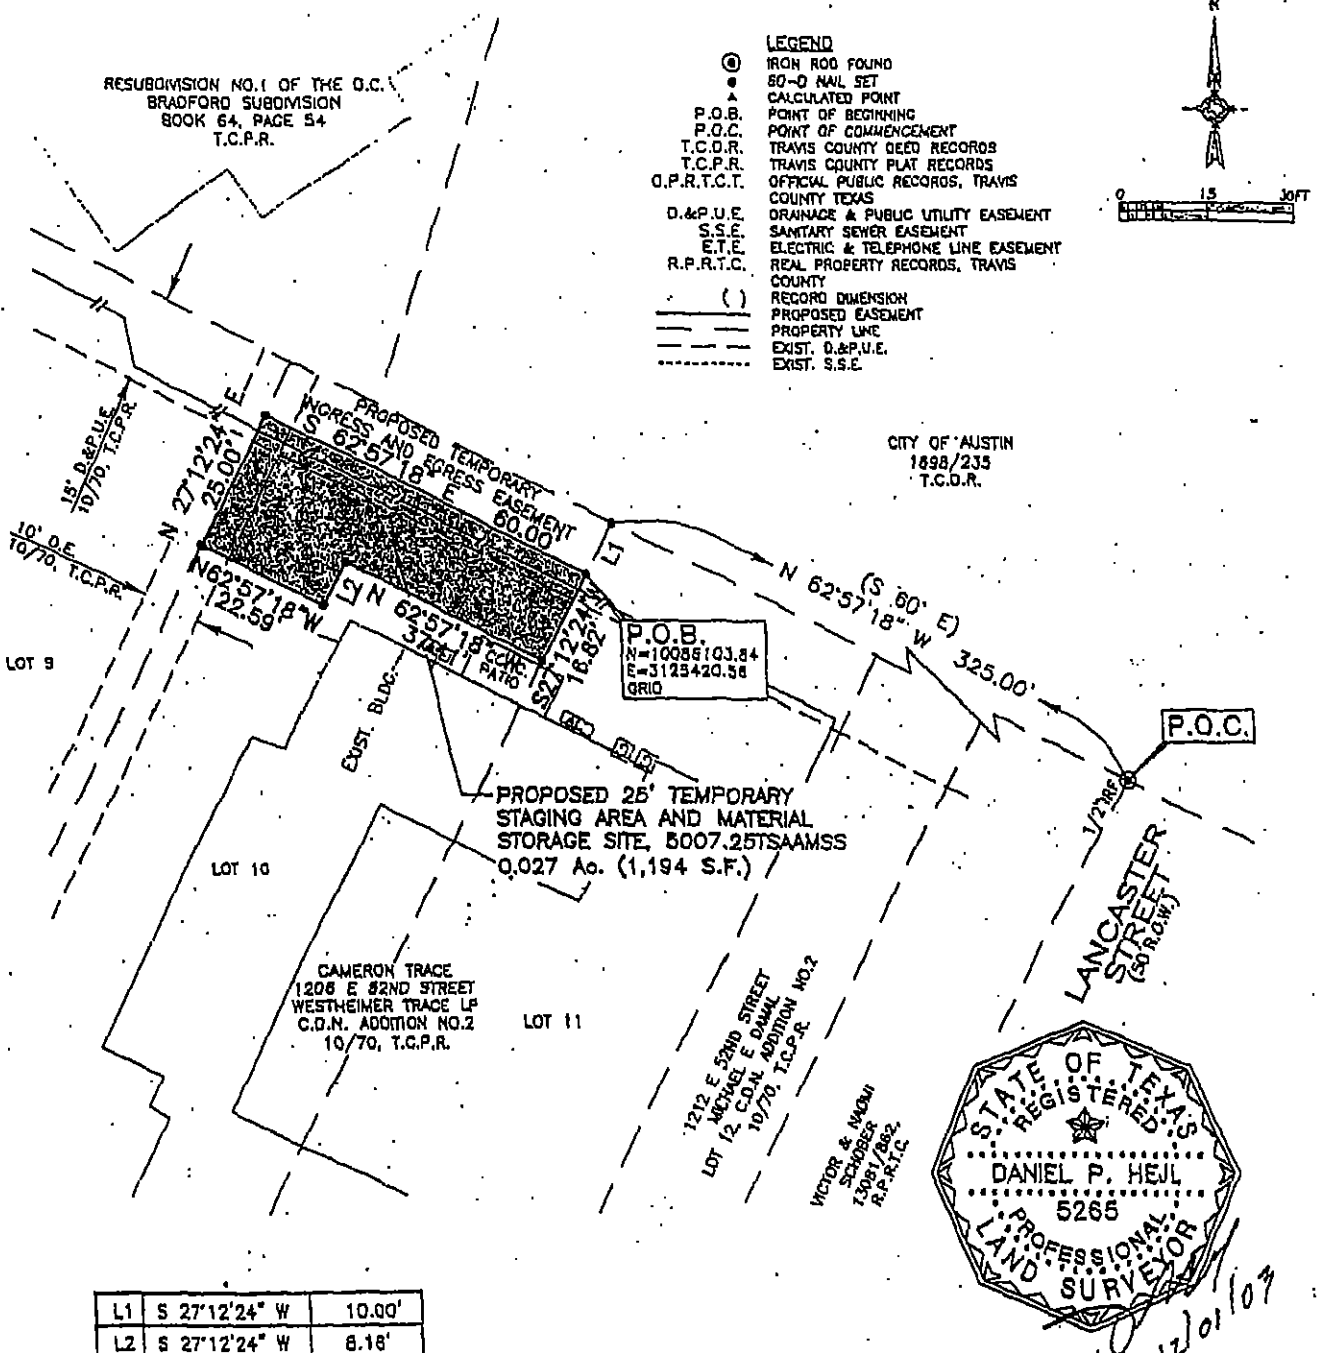 N
LEGEND
IRON ROD FOUND
60-D NAIL SET
CALCULATED POINT
P.O.B. POINT OF BEGINNING
P.O.C. POINT OF COMMENCEMENT
T.C.D.R. TRAVIS COUNTY DEED RECORDS
T.C.P.R. TRAVIS COUNTY PLAT RECORDS
O.P.R.T.C.T. OFFICIAL PUBLIC RECORDS, TRAVIS
COUNTY TEXAS
D.&P.U.E. DRAINAGE & PUBLIC UTILITY EASEMENT
S.S.E. SANITARY SEWER EASEMENT
E.T.E. ELECTRIC & TELEPHONE LINE EASEMENT
R.P.R.T.C. REAL PROPERTY RECORDS, TRAVIS
COUNTY
( ) RECORD DIMENSION
PROPOSED EASEMENT
PROPERTY LINE
EXIST. D.&P.U.E.
EXIST. S.S.E.
0 15 30FT
RESUBDIVISION NO.1 OF THE O.C.
BRADFORD SUBDIVISION
BOOK 64, PAGE 54
T.C.P.R.
CITY OF AUSTIN
1698/235
T.C.D.R.
PROPOSED TEMPORARY
INGRESS AND EGRESS EASEMENT
S 62°57'18" E
60.00'
15' D.&P.U.E.
10/70, T.C.P.R.
N 27°12'24" E
25.00'
10' D.E.
10/70, T.C.P.R.
L1
N 62°57'18" W 325.00'
(S 60° E)
N62°57'18"W
22.59'
L2
N 62°57'18" W
CONC.
PATIO
S27°12'24"W
16.82'
P.O.B.
N=10086103.84
E=3125420.58
GRID
P.O.C.
1/2"IRF
LOT 9
EXIST. BLDG.
PROPOSED 25' TEMPORARY
STAGING AREA AND MATERIAL
STORAGE SITE, 5007.25TSAAMSS
0.027 Ac. (1,194 S.F.)
LANCASTER
STREET
(50 R.O.W.)
LOT 10
CAMERON TRACE
1206 E 52ND STREET
WESTHEIMER TRACE LP
C.D.N. ADDITION NO.2
10/70, T.C.P.R.
LOT 11
1212 E 52ND STREET
MICHAEL E DAMAL
LOT 12, C.D.N. ADDITION NO.2
10/70, T.C.P.R.
VICTOR & NAOMI
SCHOBER
13081/862,
R.P.R.T.C.
STATE OF TEXAS
REGISTERED
DANIEL P. HEJL
5265
PROFESSIONAL
LAND SURVEYOR
L1 S 27°12'24" W 10.00'
L2 S 27°12'24" W 8.18'